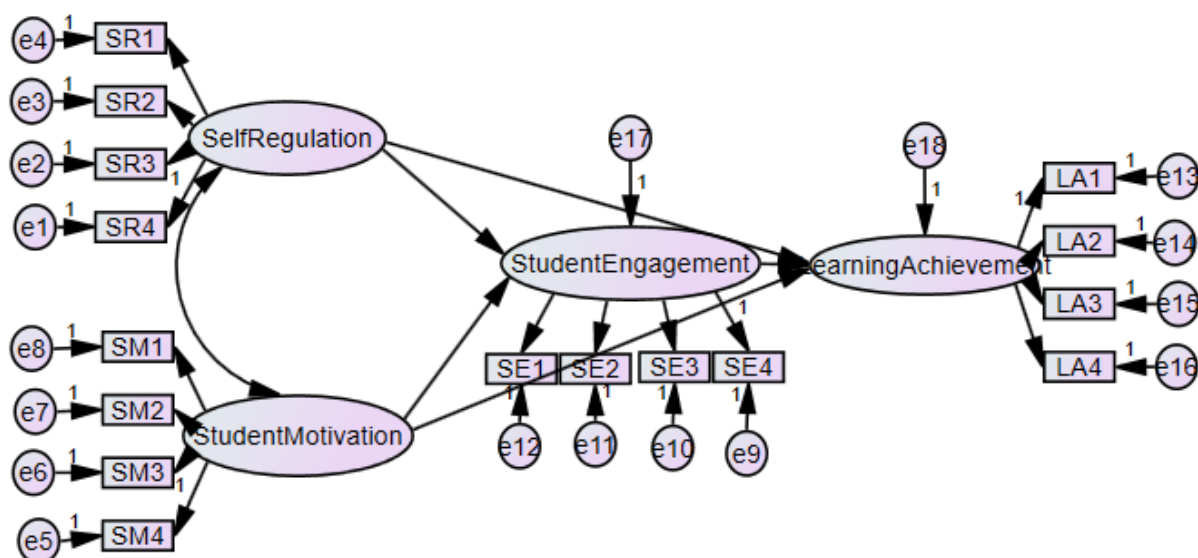 e4 1 SR1
e3 1 SR2
e2 1 SR3
e1 1 SR4
1
SelfRegulation
e17
1
e18
1
StudentEngagement
LearningAchievement
1
LA1 1 e13
LA2 1 e14
LA3 1 e15
LA4 1 e16
e8 1 SM1
e7 1 SM2
e6 1 SM3
e5 1 SM4
1
StudentMotivation
1
SE1 SE2 SE3 SE4
1 1 1 1
e12 e11 e10 e9